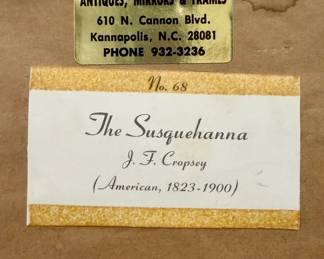 ANTIQUES, MIRRORS & FRAMES
610 N. Cannon Blvd.
Kannapolis, N.C. 28081
PHONE 932-3236
No. 68
The Susquehanna
J. F. Cropsey
(American, 1823-1900)